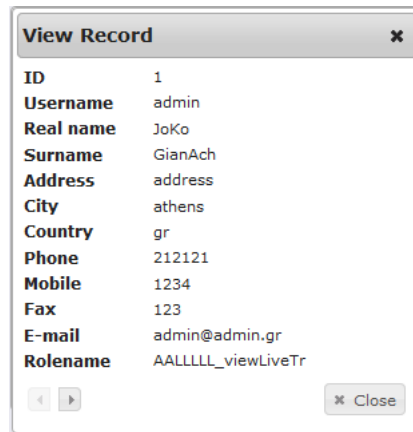 View Record
ID 1
Username admin
Real name JoKo
Surname GianAch
Address address
City athens
Country gr
Phone 212121
Mobile 1234
Fax 123
E-mail admin@admin.gr
Rolename AALLLLL_viewLiveTr
Close